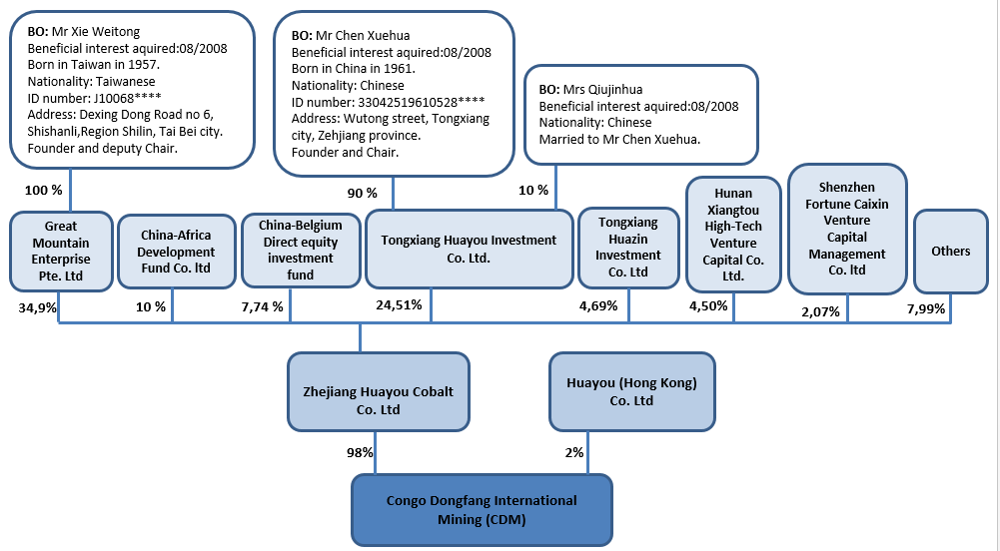 BO: Mr Xie Weitong
Beneficial interest aquired:08/2008
Born in Taiwan in 1957.
Nationality: Taiwanese
ID number: J10068****
Address: Dexing Dong Road no 6,
Shishanli,Region Shilin, Tai Bei city.
Founder and deputy Chair.
BO: Mr Chen Xuehua
Beneficial interest aquired:08/2008
Born in China in 1961.
Nationality: Chinese
ID number: 33042519610528****
Address: Wutong street, Tongxiang
city, Zehjiang province.
Founder and Chair.
BO: Mrs Qiujinhua
Beneficial interest aquired:08/2008
Nationality: Chinese
Married to Mr Chen Xuehua.
100 %
90 %
10 %
Great
Mountain
Enterprise
Pte. Ltd
China-Africa
Development
Fund Co. ltd
China-Belgium
Direct equity
investment
fund
Tongxiang Huayou Investment
Co. Ltd.
Tongxiang
Huazin
Investment
Co. Ltd
Hunan
Xiangtou
High-Tech
Venture
Capital Co.
Ltd.
Shenzhen
Fortune Caixin
Venture
Capital
Management
Co. ltd
Others
34,9%
10 %
7,74 %
24,51%
4,69%
4,50%
2,07%
7,99%
Zhejiang Huayou Cobalt
Co. Ltd
Huayou (Hong Kong)
Co. Ltd
98%
2%
Congo Dongfang International
Mining (CDM)